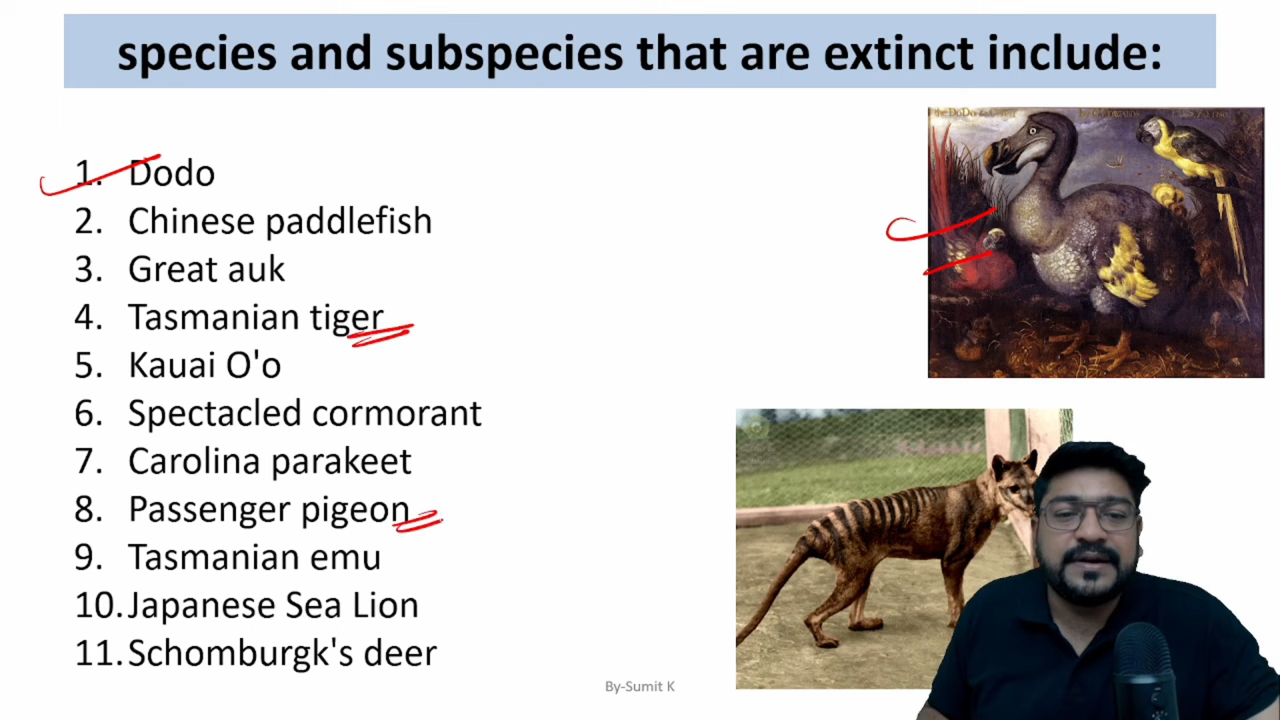 species and subspecies that are extinct include:
1. Dodo
2. Chinese paddlefish
3. Great auk
4. Tasmanian tiger
5. Kauai O'o
6. Spectacled cormorant
7. Carolina parakeet
8. Passenger pigeon
9. Tasmanian emu
10. Japanese Sea Lion
11. Schomburgk's deer
By-Sumit K